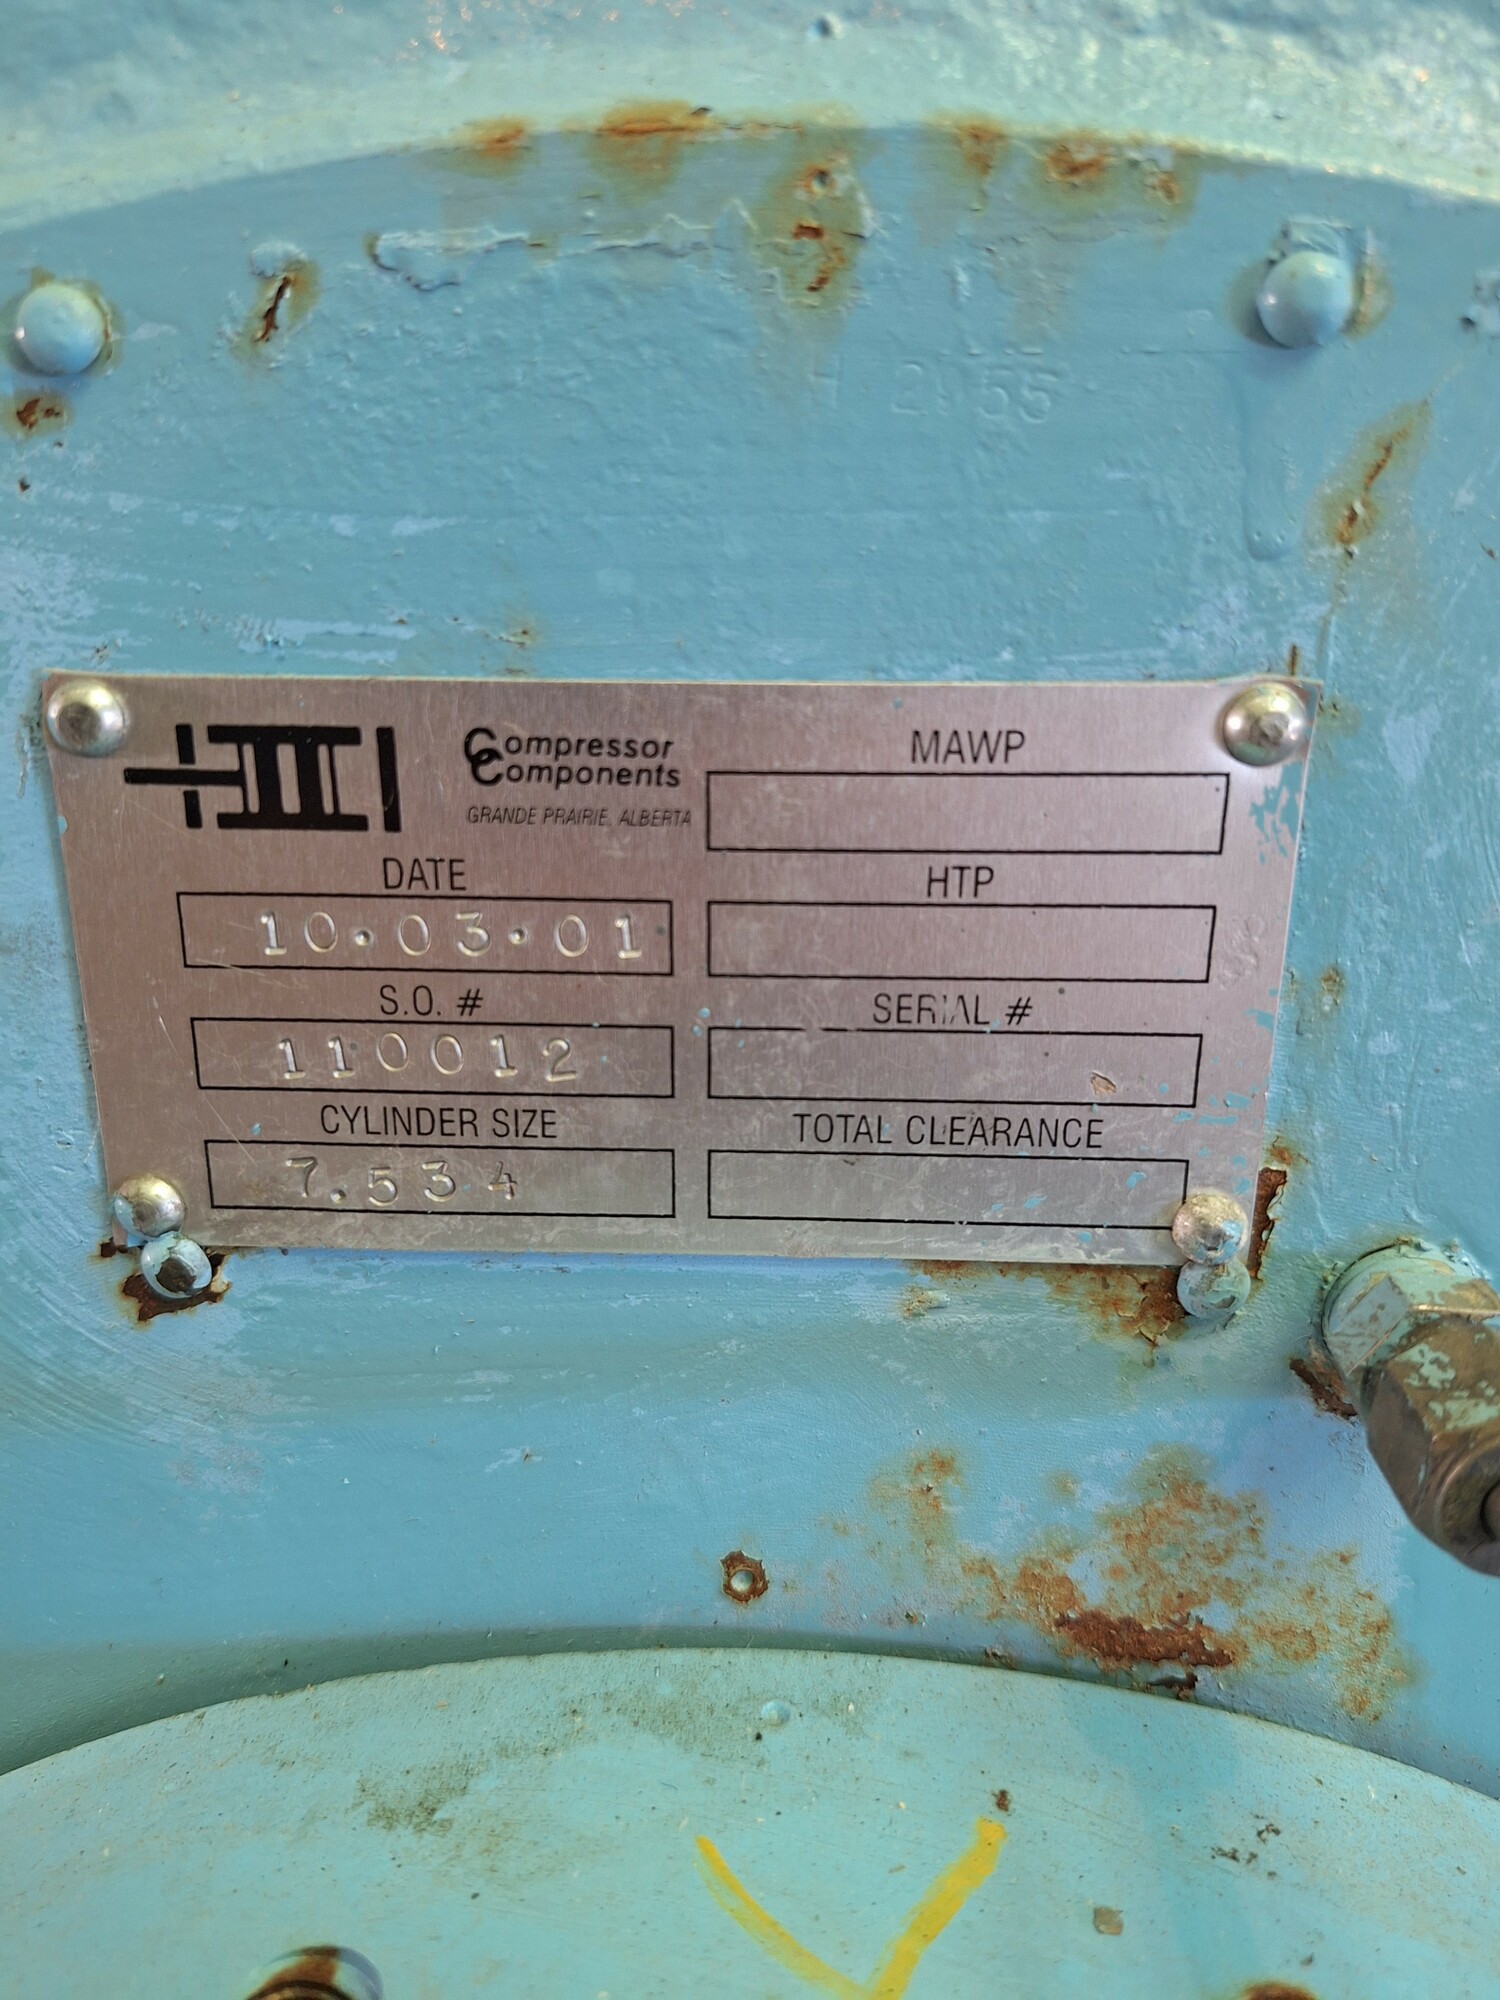 Compressor
Components
GRANDE PRAIRIE, ALBERTA
MAWP
DATE
HTP
10.03.01
S.O. #
SERIAL #
110012
CYLINDER SIZE
TOTAL CLEARANCE
7.534